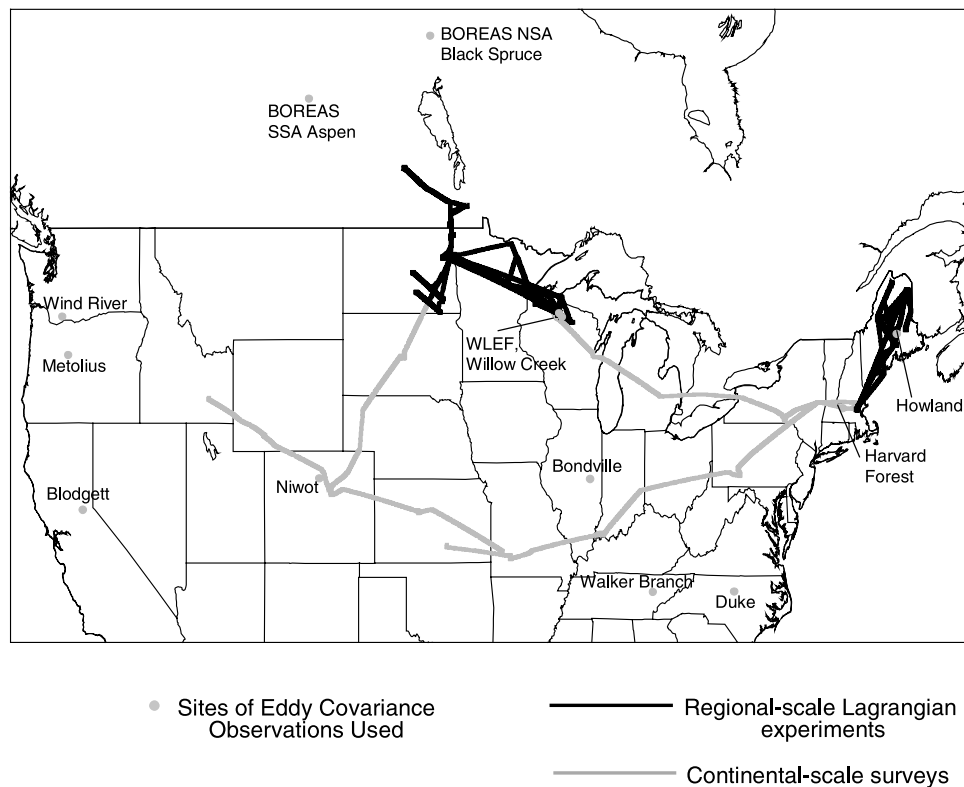 BOREAS NSA
Black Spruce
BOREAS
SSA Aspen
Wind River
Metolius
WLEF,
Willow Creek
Howland
Harvard
Forest
Niwot
Bondville
Blodgett
Walker Branch
Duke
Sites of Eddy Covariance
Observations Used
Regional-scale Lagrangian
experiments
Continental-scale surveys